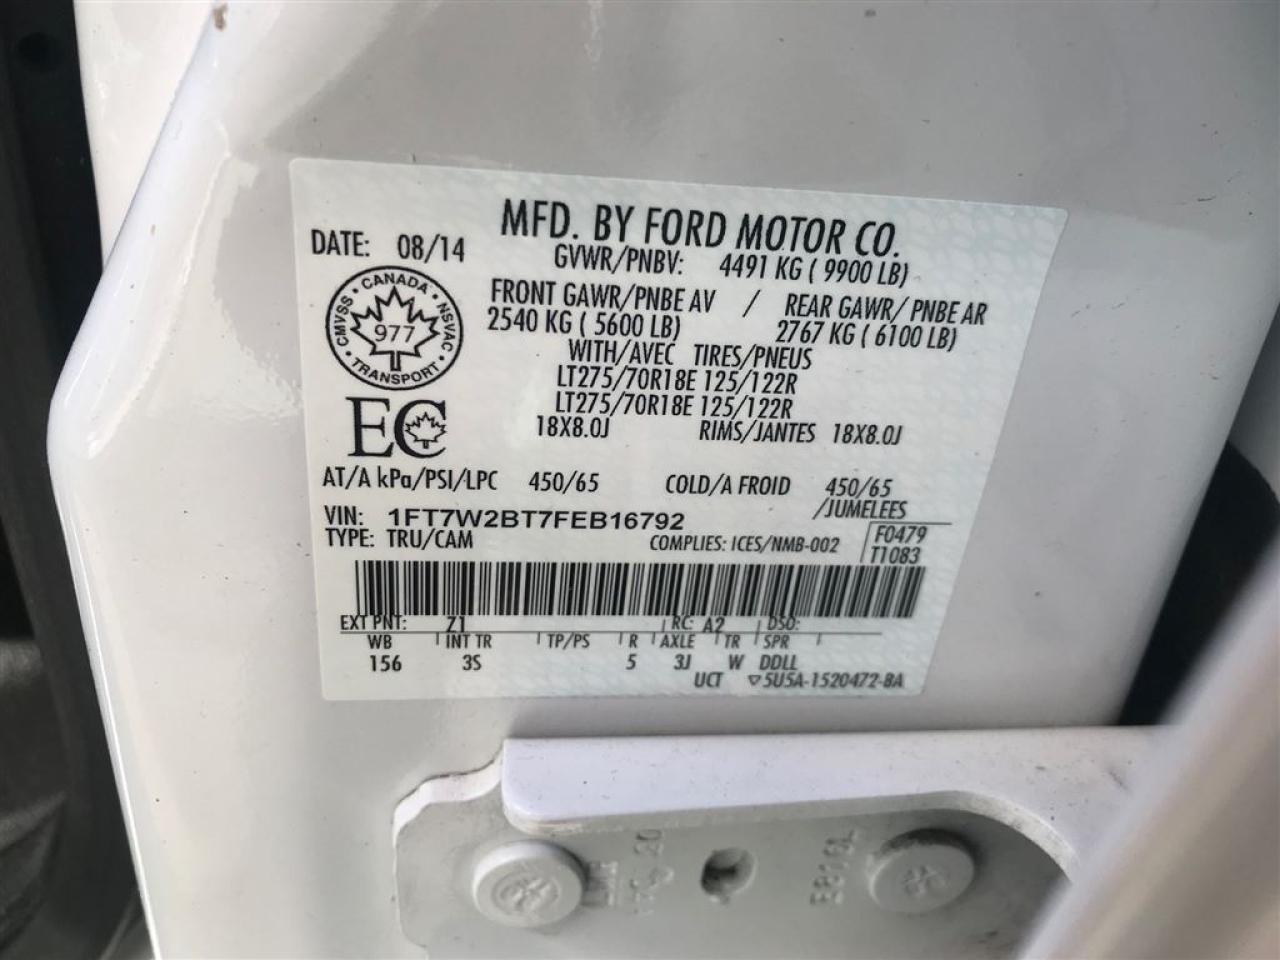 MFD. BY FORD MOTOR CO.
DATE: 08/14
GVWR/PNBV: 4491 KG ( 9900 LB)
FRONT GAWR/PNBE AV / REAR GAWR/ PNBE AR
2540 KG ( 5600 LB) 2767 KG ( 6100 LB)
WITH/AVEC TIRES/PNEUS
LT275/70R18E 125/122R
LT275/70R18E 125/122R
18X8.0J RIMS/JANTES 18X8.0J
CANADA
CMVSS NSVAC
977
TRANSPORT
EC
AT/A kPa/PSI/LPC 450/65 COLD/A FROID 450/65
/JUMELEES
VIN: 1FT7W2BT7FEB16792
TYPE: TRU/CAM COMPLIES: ICES/NMB-002
F0479
T1083
EXT PNT: Z1 RC: A2 DSO:
WB INT TR TP/PS R AXLE TR SPR
156 3S 5 3J W DDLL
UCT ▽5U5A-1520472-BA